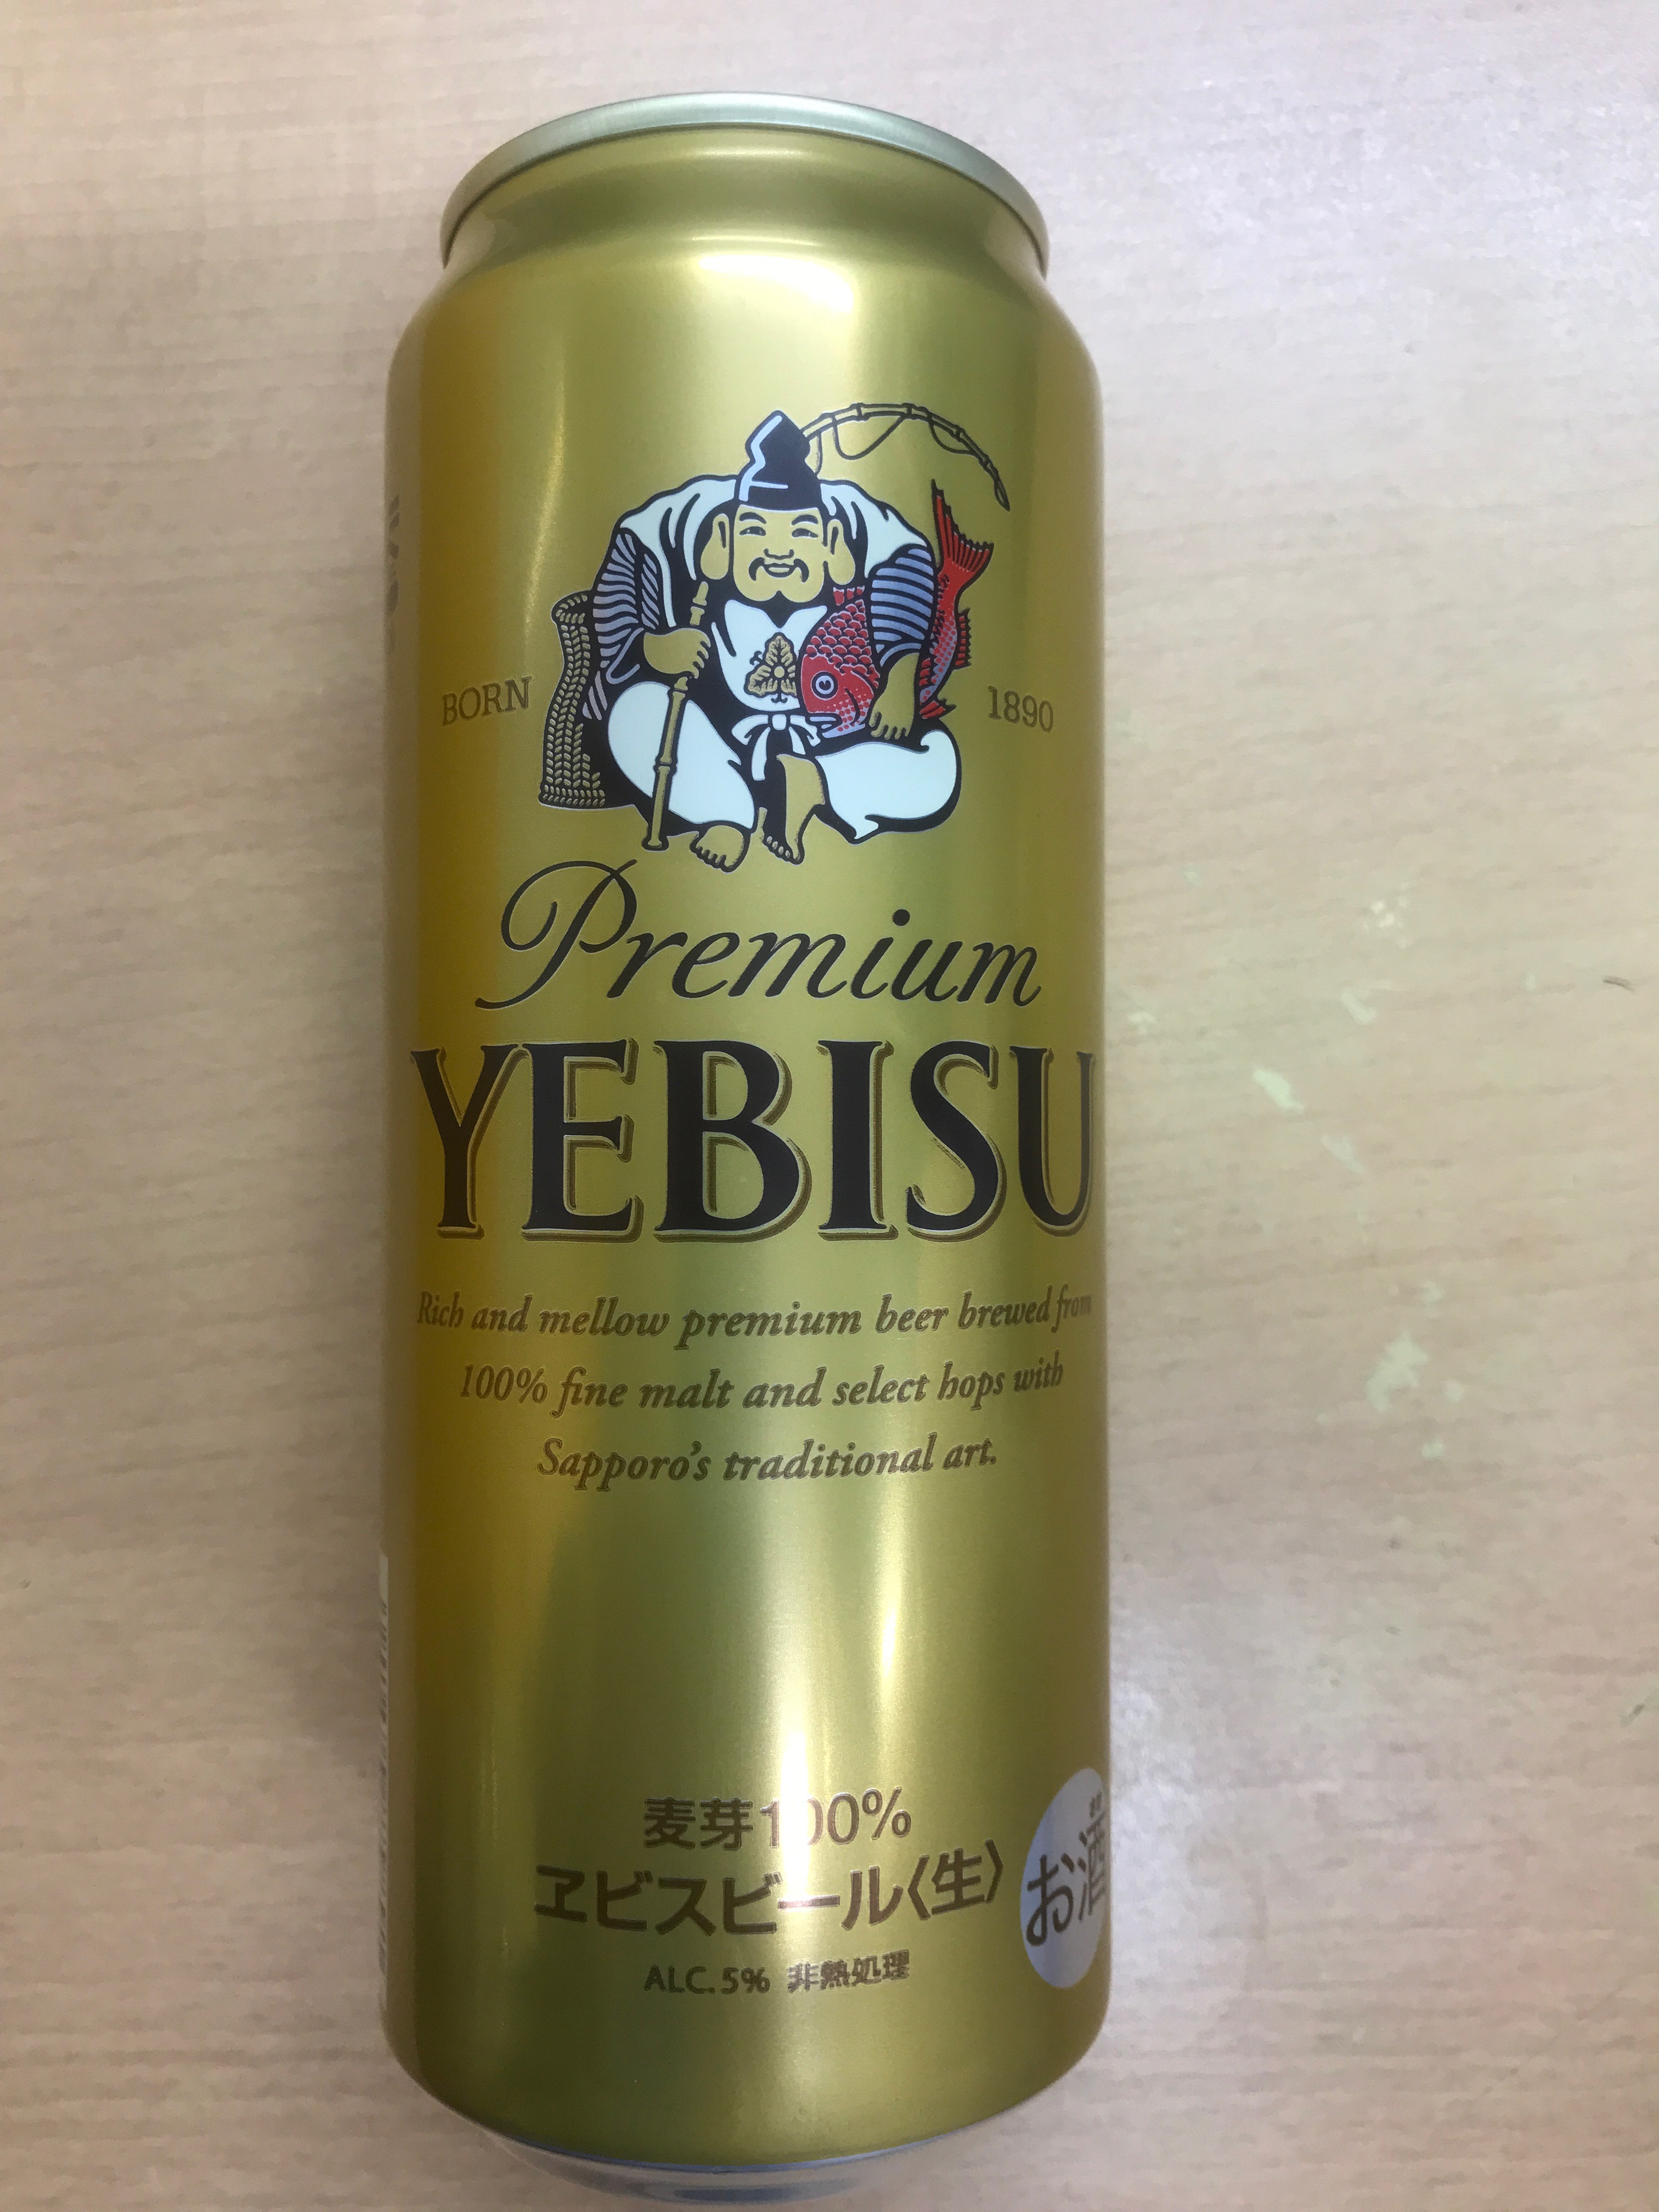 BORN 1890
Premium
YEBISU
Rich and mellow premium beer brewed from
100% fine malt and select hops with
Sapporo's traditional art.
麦芽100%
ヱビスビール〈生〉
ALC.5% 非熱処理
お酒